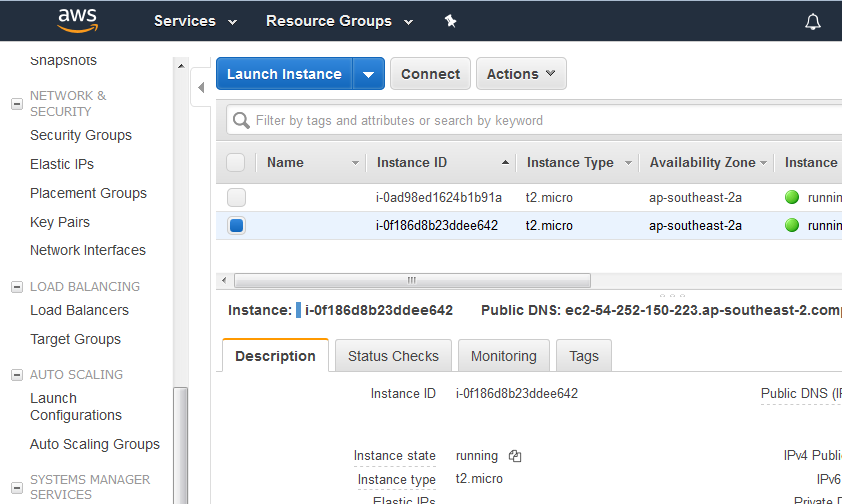 aws
Services
Resource Groups
Snapshots
NETWORK &
SECURITY
Security Groups
Elastic IPs
Placement Groups
Key Pairs
Network Interfaces
LOAD BALANCING
Load Balancers
Target Groups
AUTO SCALING
Launch
Configurations
Auto Scaling Groups
SYSTEMS MANAGER
SERVICES
Launch Instance
Connect
Actions
Filter by tags and attributes or search by keyword
Name Instance ID Instance Type Availability Zone Instance
i-0ad98ed1624b1b91a t2.micro ap-southeast-2a runnin
i-0f186d8b23ddee642 t2.micro ap-southeast-2a runnin
Instance: i-0f186d8b23ddee642 Public DNS: ec2-54-252-150-223.ap-southeast-2.comp
Description Status Checks Monitoring Tags
Instance ID i-0f186d8b23ddee642 Public DNS (IP
Instance state running IPv4 Public
Instance type t2.micro IPv6
Elastic IPs Private D